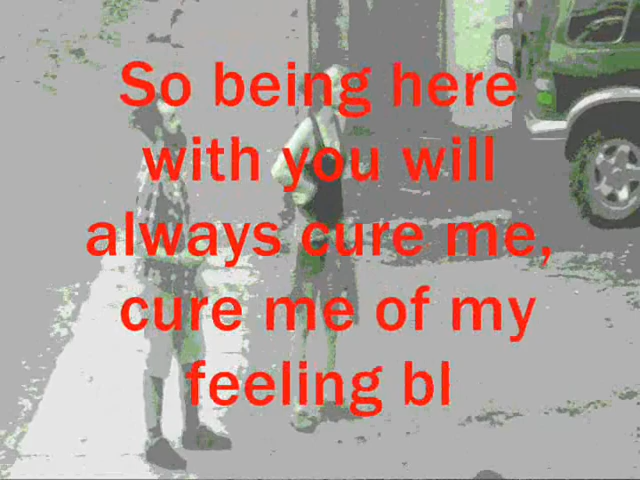 So being here
with you will
always cure me,
cure me of my
feeling bl